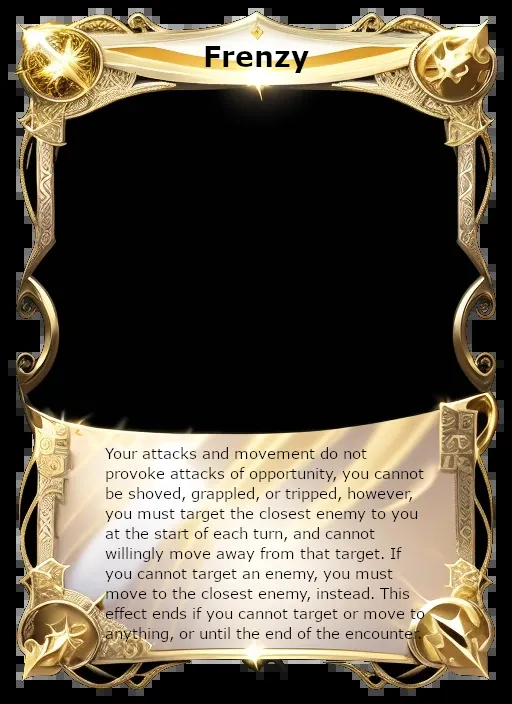 Frenzy
Your attacks and movement do not
provoke attacks of opportunity, you cannot
be shoved, grappled, or tripped, however,
you must target the closest enemy to you
at the start of each turn, and cannot
willingly move away from that target. If
you cannot target an enemy, you must
move to the closest enemy, instead. This
effect ends if you cannot target or move to
anything, or until the end of the encounter.